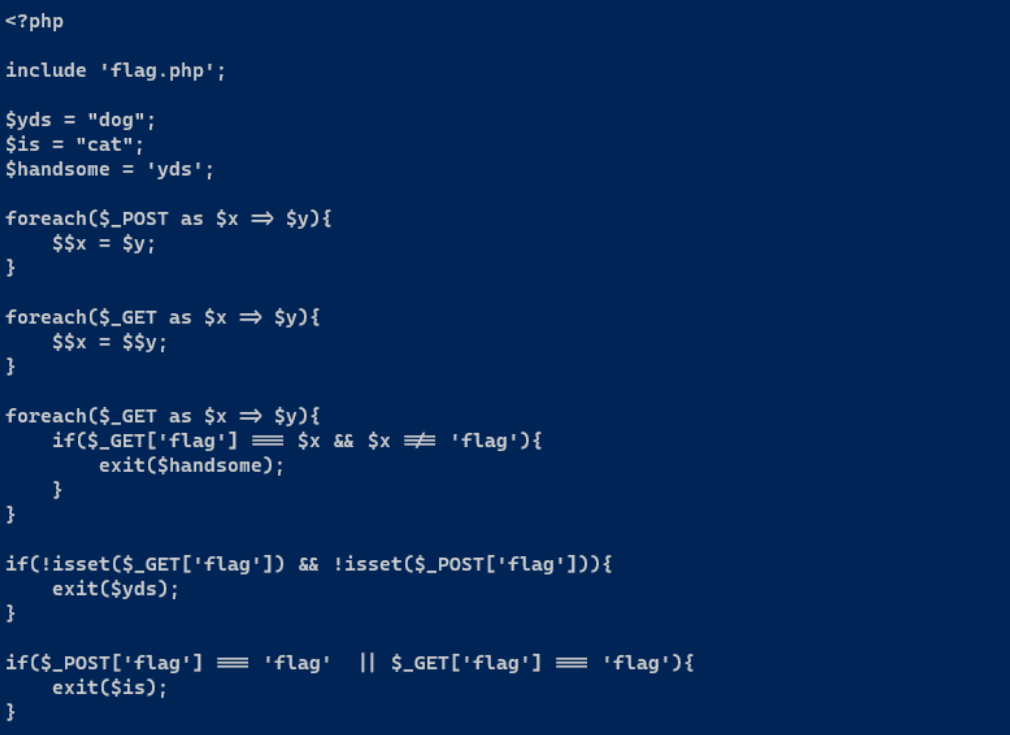 <?php
include 'flag.php';
$yds = "dog";
$is = "cat";
$handsome = 'yds';
foreach($_POST as $x => $y){
    $$x = $y;
}
foreach($_GET as $x => $y){
    $$x = $$y;
}
foreach($_GET as $x => $y){
    if($_GET['flag'] === $x && $x !== 'flag'){
        exit($handsome);
    }
}
if(!isset($_GET['flag']) && !isset($_POST['flag'])){
    exit($yds);
}
if($_POST['flag'] === 'flag'  || $_GET['flag'] === 'flag'){
    exit($is);
}